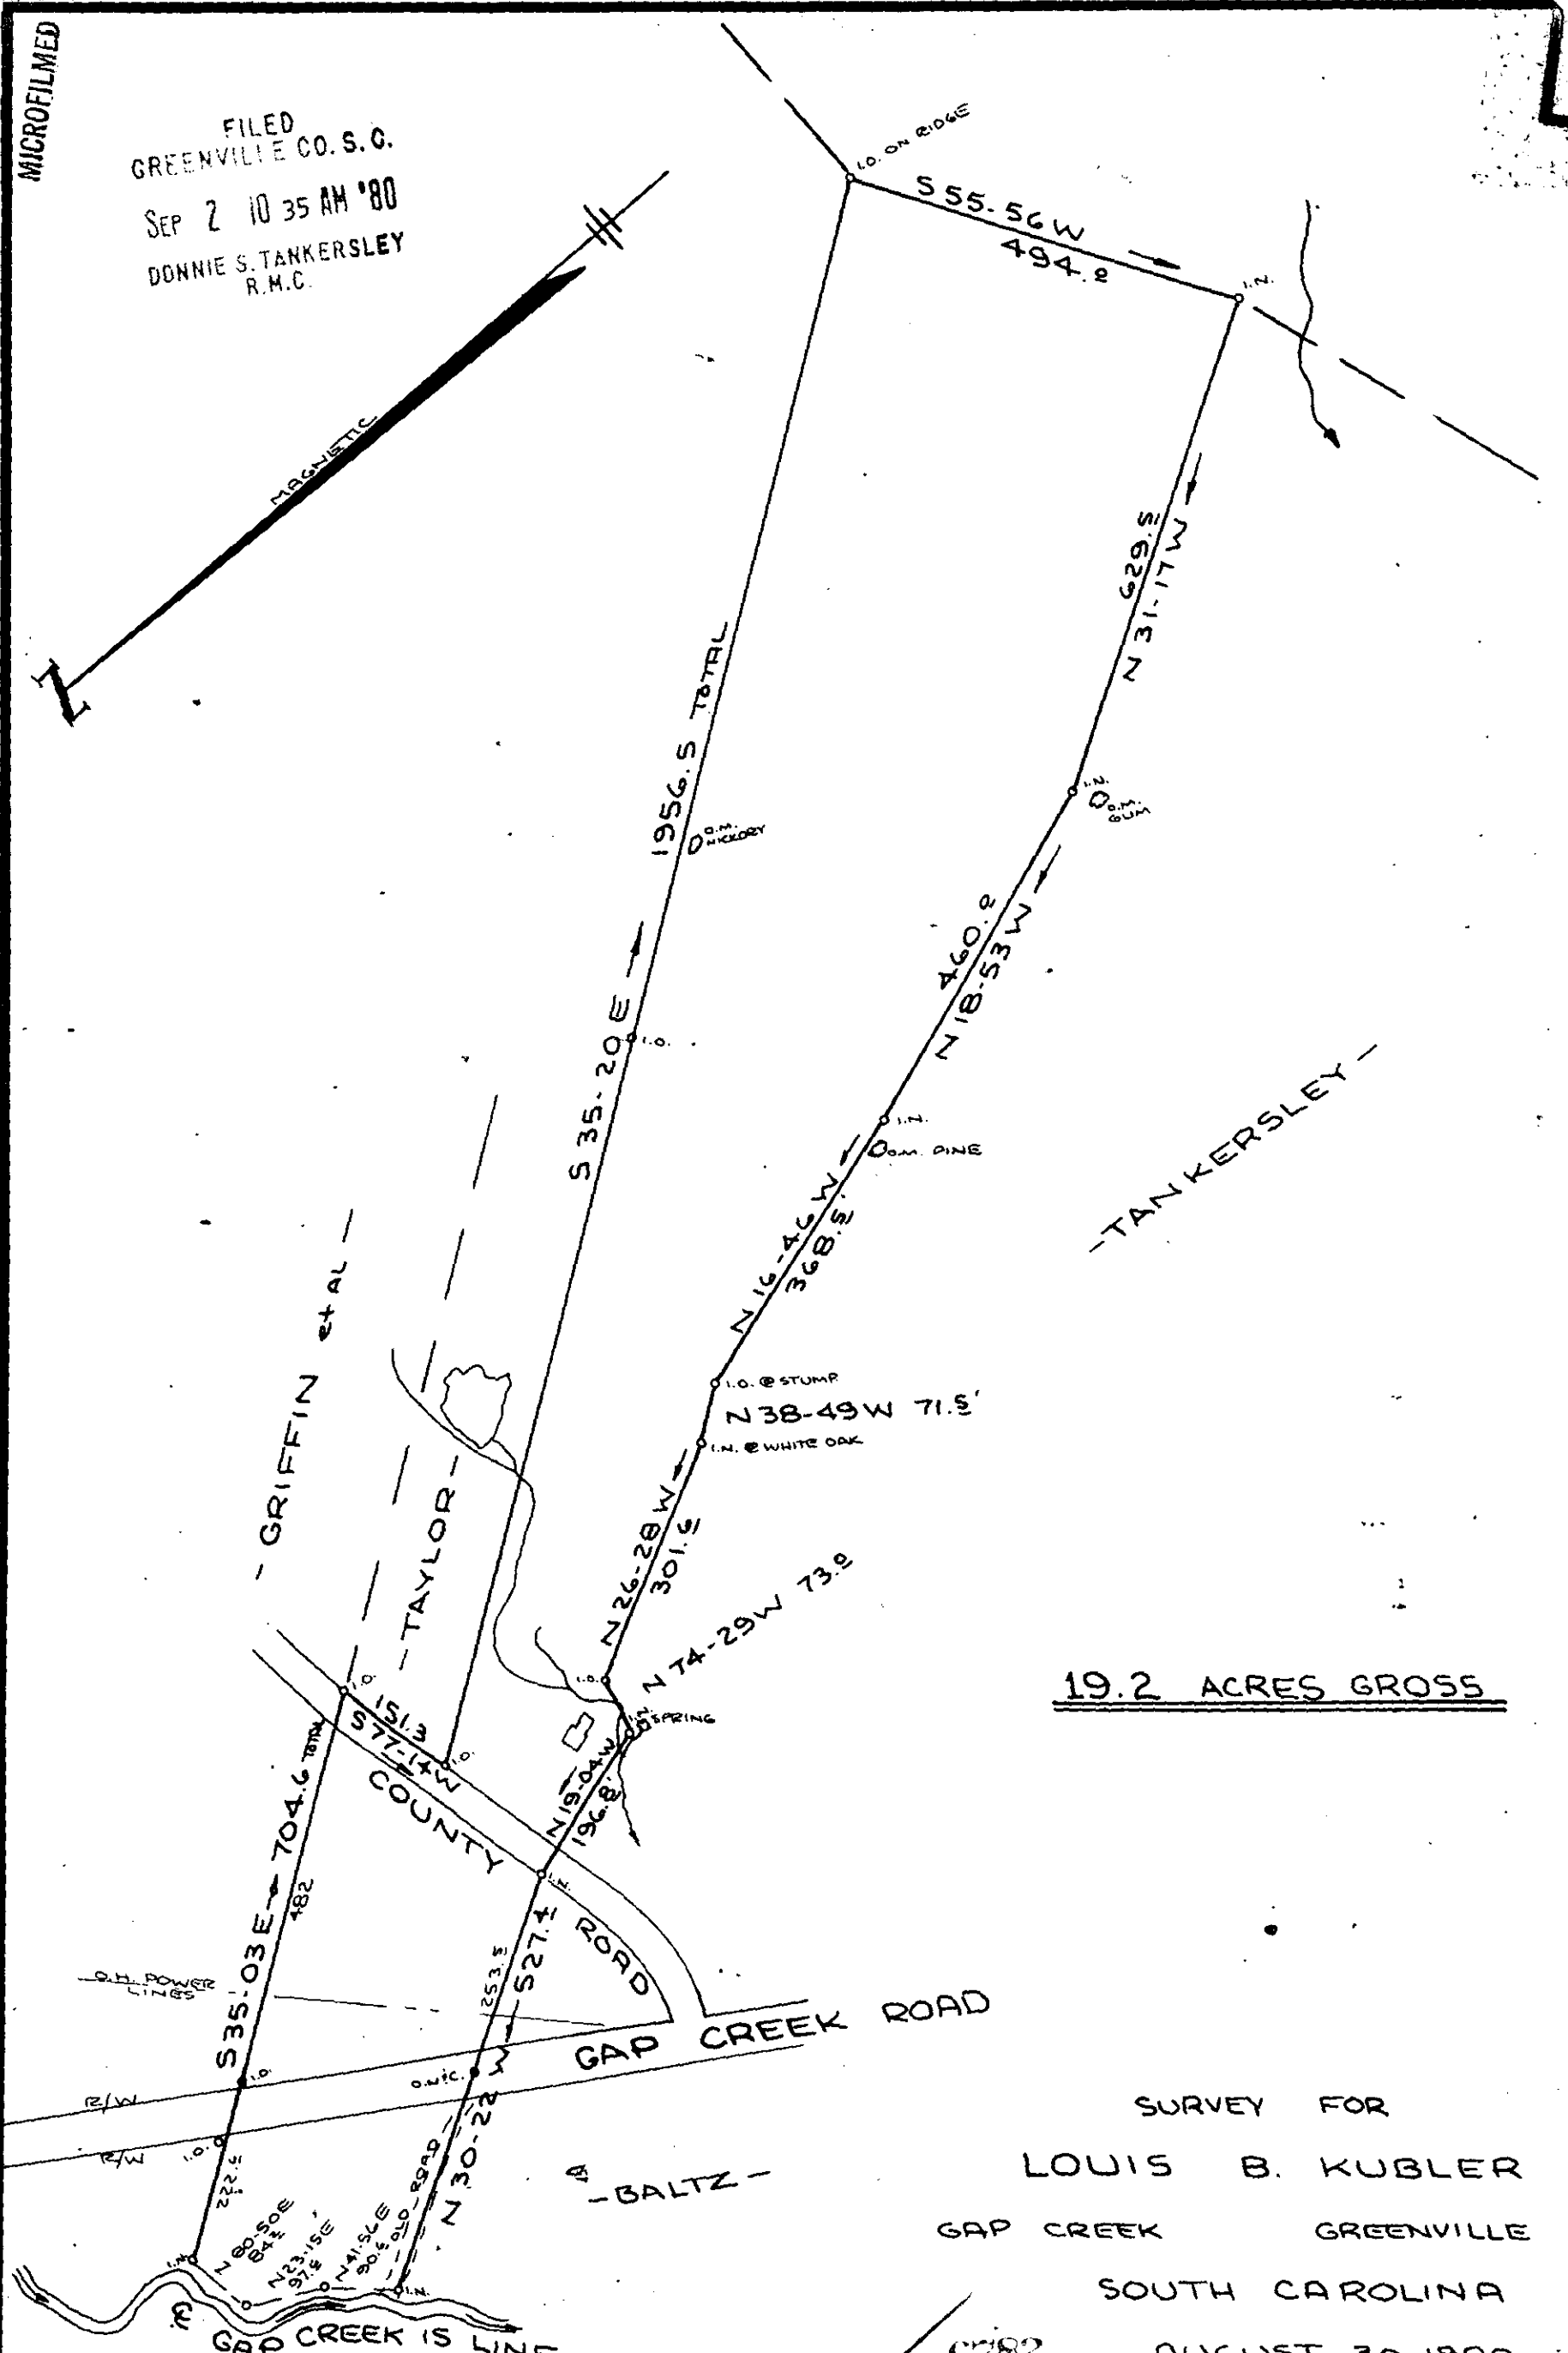 MICROFILMED
FILED
GREENVILLE CO. S. C.
SEP 2 10 35 AM '80
DONNIE S. TANKERSLEY
R.M.C.
MAGNETIC
N
I.O. ON RIDGE
S 55-56 W
494.2
I.N.
629.5
N 31-17 W
1956.5 TOTAL
O.M.
HICKORY
I.N.
O.M.
GUM
460.2
N 18-53 W
S 35-20 E
I.O.
I.N.
O.M. PINE
-TANKERSLEY-
N 16-46 W
368.5
- GRIFFIN et AL -
I.O. @ STUMP
N 38-49 W 71.5'
I.N. @ WHITE OAK
-TAYLOR-
N 26-28 W
301.6
N 74-29 W 73.0
I.O.
I.N.
SPRING
19.2 ACRES GROSS
I.O.
151.3
S 77-14 W
I.O.
COUNTY
ROAD
N 19-04 W
196.8'
I.N.
S 35-03 E 704.6 TOTAL
482
O.H. POWER
LINES
253.5
N 30-22 W 527.4
GAP CREEK ROAD
I.O.
R/W
R/W
I.O.
O.N&C.
222.6
OLD ROAD
-BALTZ-
I.N.
N 80-50 E
N 23-15 E
97.5
N 41-56 E
90.6
I.N.
GAP CREEK IS LINE
SURVEY FOR
LOUIS B. KUBLER
GAP CREEK GREENVILLE
SOUTH CAROLINA